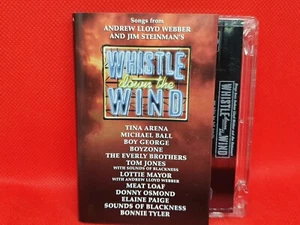 Songs from
ANDREW LLOYD WEBBER
AND JIM STEINMAN'S
WHISTLE
down the
WIND
TINA ARENA
MICHAEL BALL
BOY GEORGE
BOYZONE
THE EVERLY BROTHERS
TOM JONES
WITH SOUNDS OF BLACKNESS
LOTTIE MAYOR
WITH ANDREW LLOYD WEBBER
MEAT LOAF
DONNY OSMOND
ELAINE PAIGE
SOUNDS OF BLACKNESS
BONNIE TYLER
WHISTLE
down the
WIND